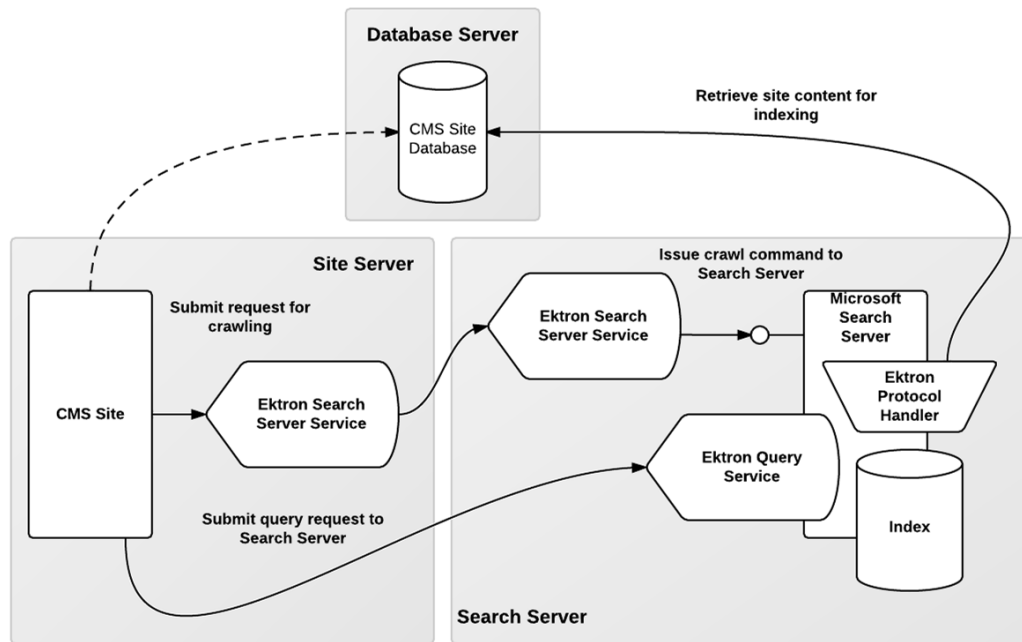 Database Server
CMS Site
Database
Retrieve site content for
indexing
Site Server
Submit request for
crawling
CMS Site
Ektron Search
Server Service
Submit query request to
Search Server
Issue crawl command to
Search Server
Ektron Search
Server Service
Microsoft
Search
Server
Ektron
Protocol
Handler
Ektron Query
Service
Index
Search Server